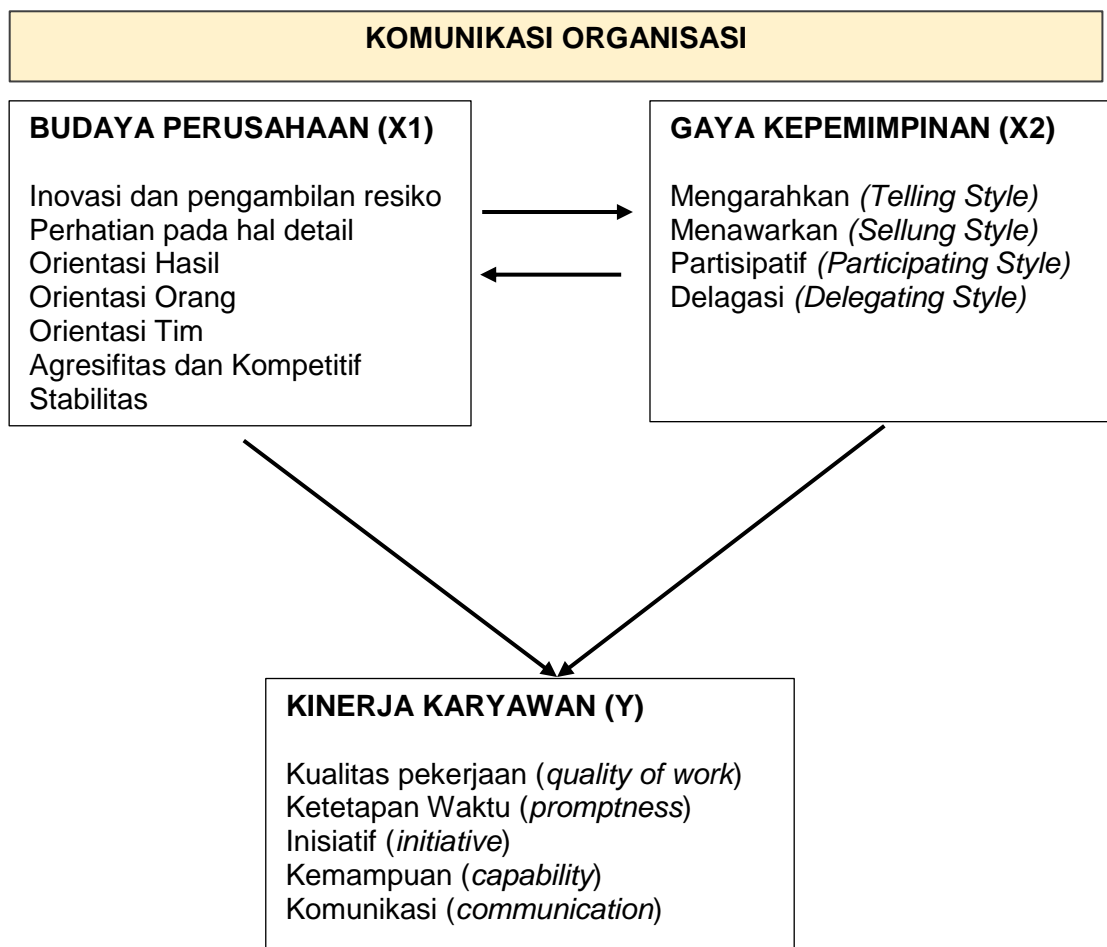 KOMUNIKASI ORGANISASI
BUDAYA PERUSAHAAN (X1)
Inovasi dan pengambilan resiko
Perhatian pada hal detail
Orientasi Hasil
Orientasi Orang
Orientasi Tim
Agresifitas dan Kompetitif
Stabilitas
GAYA KEPEMIMPINAN (X2)
Mengarahkan (Telling Style)
Menawarkan (Sellung Style)
Partisipatif (Participating Style)
Delagasi (Delegating Style)
KINERJA KARYAWAN (Y)
Kualitas pekerjaan (quality of work)
Ketetapan Waktu (promptness)
Inisiatif (initiative)
Kemampuan (capability)
Komunikasi (communication)